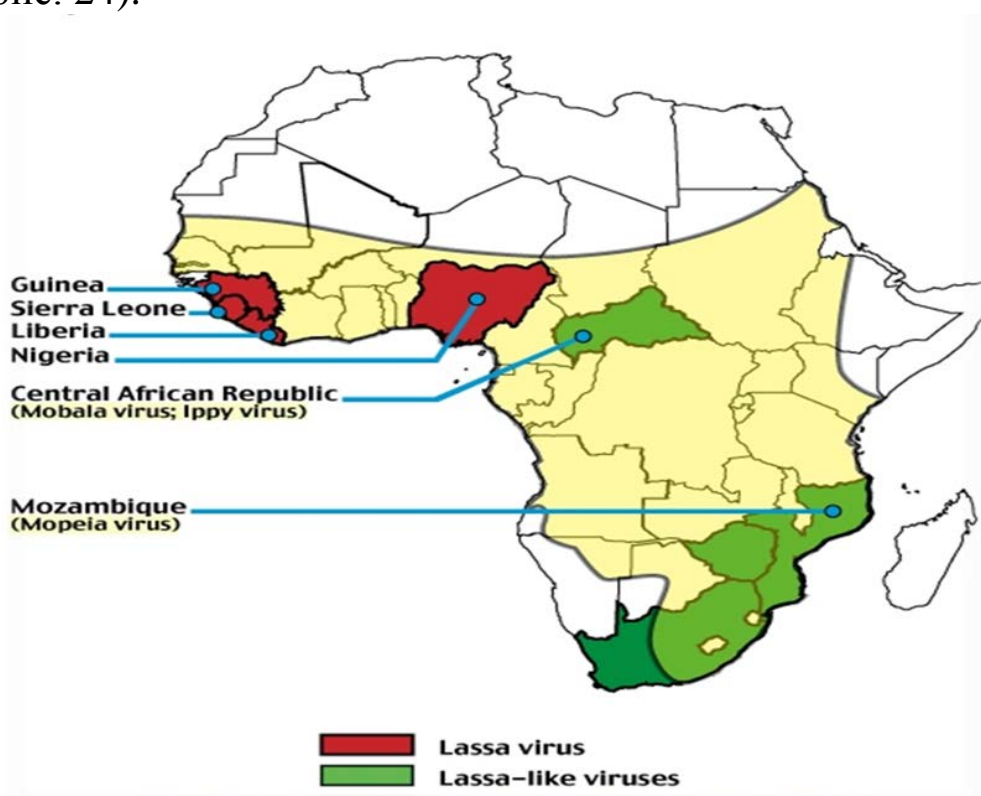 24).
Guinea
Sierra Leone
Liberia
Nigeria
Central African Republic
(Mobala virus; Ippy virus)
Mozambique
(Mopeia virus)
Lassa virus
Lassa-like viruses